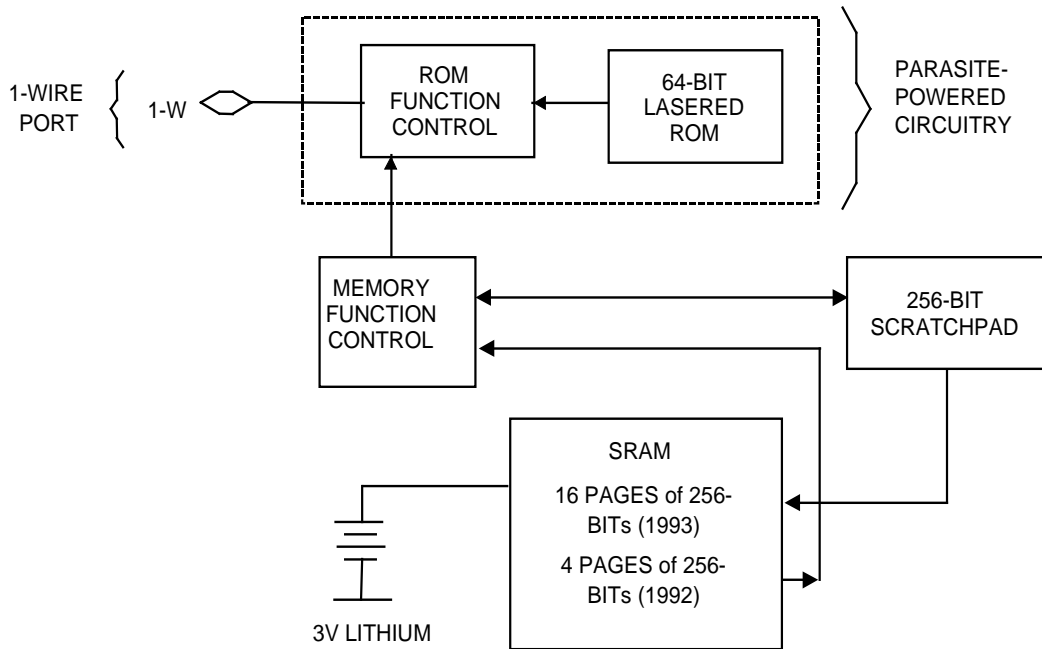 1-WIRE
PORT
1-W
ROM
FUNCTION
CONTROL
64-BIT
LASERED
ROM
PARASITE-
POWERED
CIRCUITRY
MEMORY
FUNCTION
CONTROL
256-BIT
SCRATCHPAD
SRAM
16 PAGES of 256-
BITs (1993)
4 PAGES of 256-
BITs (1992)
3V LITHIUM